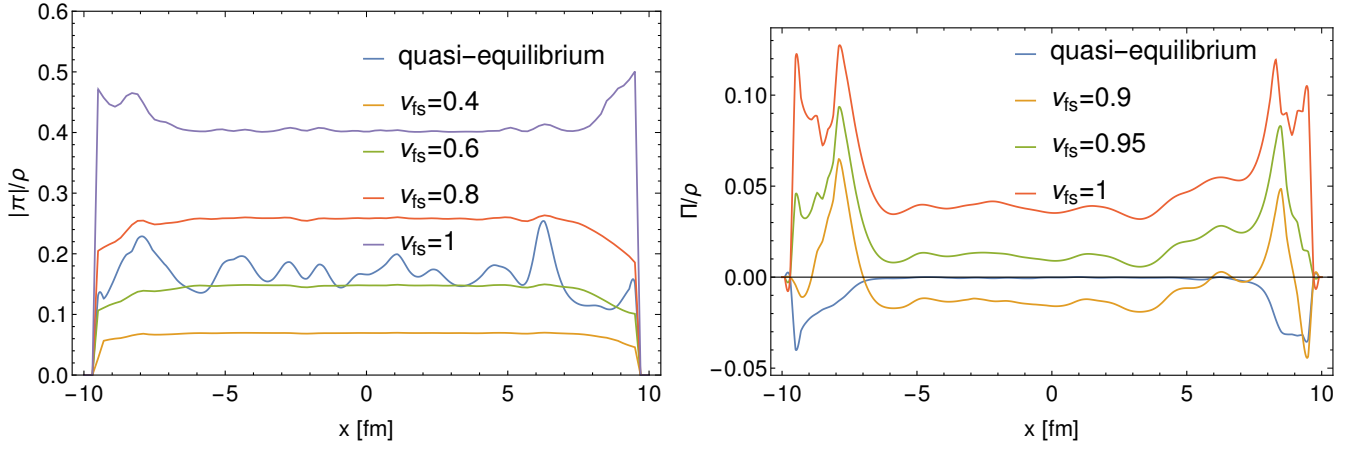 0.6
0.5
0.4
0.3
0.2
0.1
0.0
|π|/ρ
quasi-equilibrium
v_fs=0.4
v_fs=0.6
v_fs=0.8
v_fs=1
−10
−5
0
5
10
x [fm]
0.10
0.05
0.00
−0.05
Π/ρ
quasi-equilibrium
v_fs=0.9
v_fs=0.95
v_fs=1
−10
−5
0
5
10
x [fm]